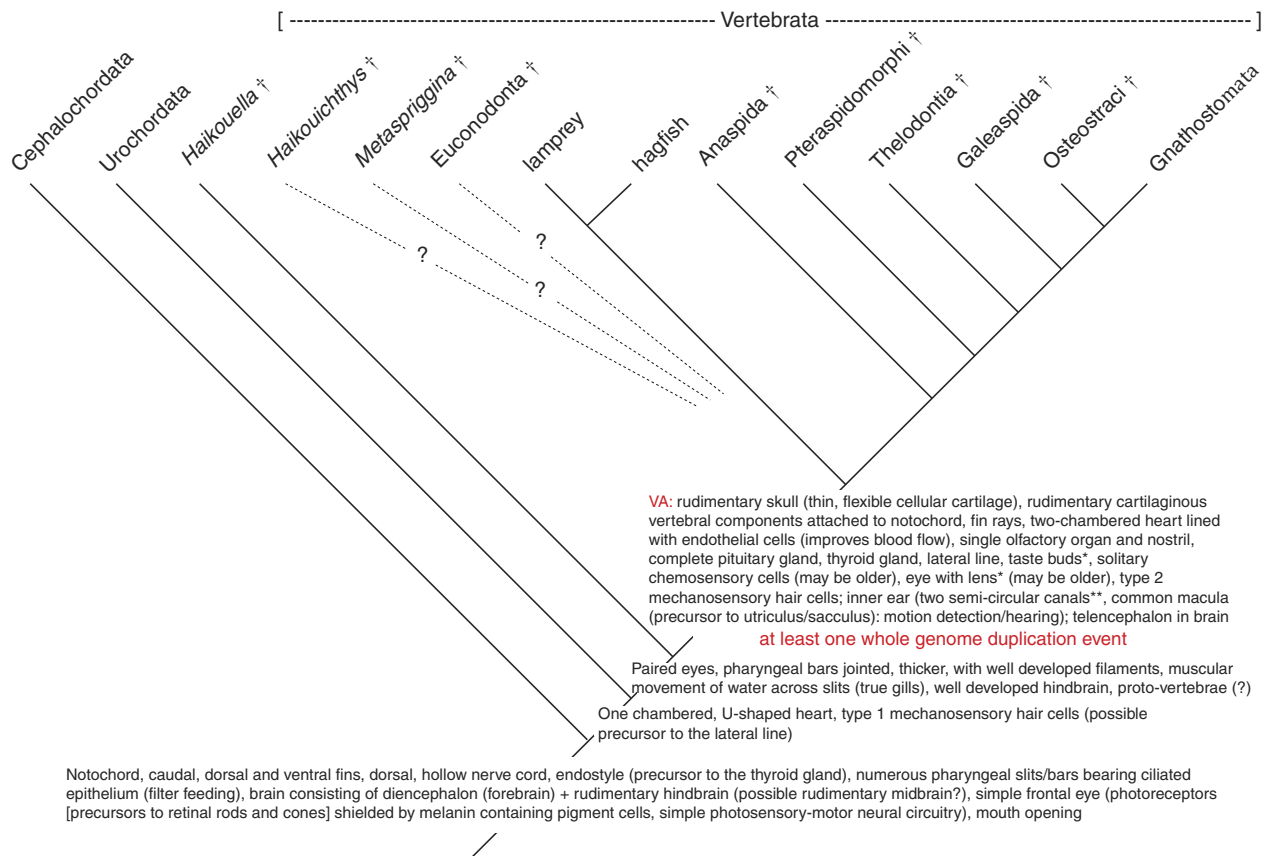 [ ---------------------------------------------------- Vertebrata ---------------------------------------------------- ]
Cephalochordata
Urochordata
Haikouella †
Haikouichthys †
Metaspriggina †
Euconodonta †
lamprey
hagfish
Anaspida †
Pteraspidomorphi †
Thelodontia †
Galeaspida †
Osteostraci †
Gnathostomata
?
?
?
VA: rudimentary skull (thin, flexible cellular cartilage), rudimentary cartilaginous
vertebral components attached to notochord, fin rays, two-chambered heart lined
with endothelial cells (improves blood flow), single olfactory organ and nostril,
complete pituitary gland, thyroid gland, lateral line, taste buds*, solitary
chemosensory cells (may be older), eye with lens* (may be older), type 2
mechanosensory hair cells; inner ear (two semi-circular canals**, common macula
(precursor to utriculus/sacculus): motion detection/hearing); telencephalon in brain
at least one whole genome duplication event
Paired eyes, pharyngeal bars jointed, thicker, with well developed filaments, muscular
movement of water across slits (true gills), well developed hindbrain, proto-vertebrae (?)
One chambered, U-shaped heart, type 1 mechanosensory hair cells (possible
precursor to the lateral line)
Notochord, caudal, dorsal and ventral fins, dorsal, hollow nerve cord, endostyle (precursor to the thyroid gland), numerous pharyngeal slits/bars bearing ciliated
epithelium (filter feeding), brain consisting of diencephalon (forebrain) + rudimentary hindbrain (possible rudimentary midbrain?), simple frontal eye (photoreceptors
[precursors to retinal rods and cones] shielded by melanin containing pigment cells, simple photosensory-motor neural circuitry), mouth opening